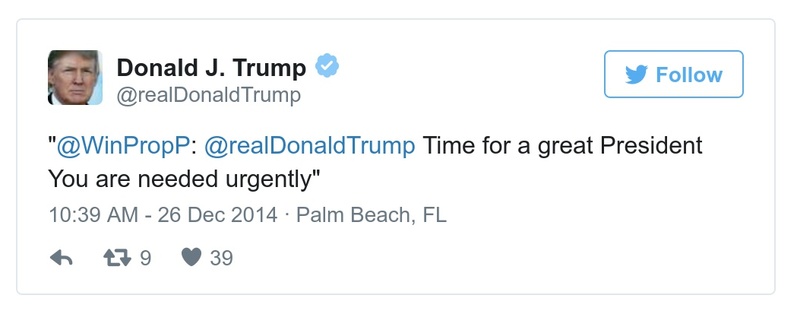 Donald J. Trump
@realDonaldTrump
Follow
"@WinPropP: @realDonaldTrump Time for a great President
You are needed urgently"
10:39 AM - 26 Dec 2014 · Palm Beach, FL
9 39